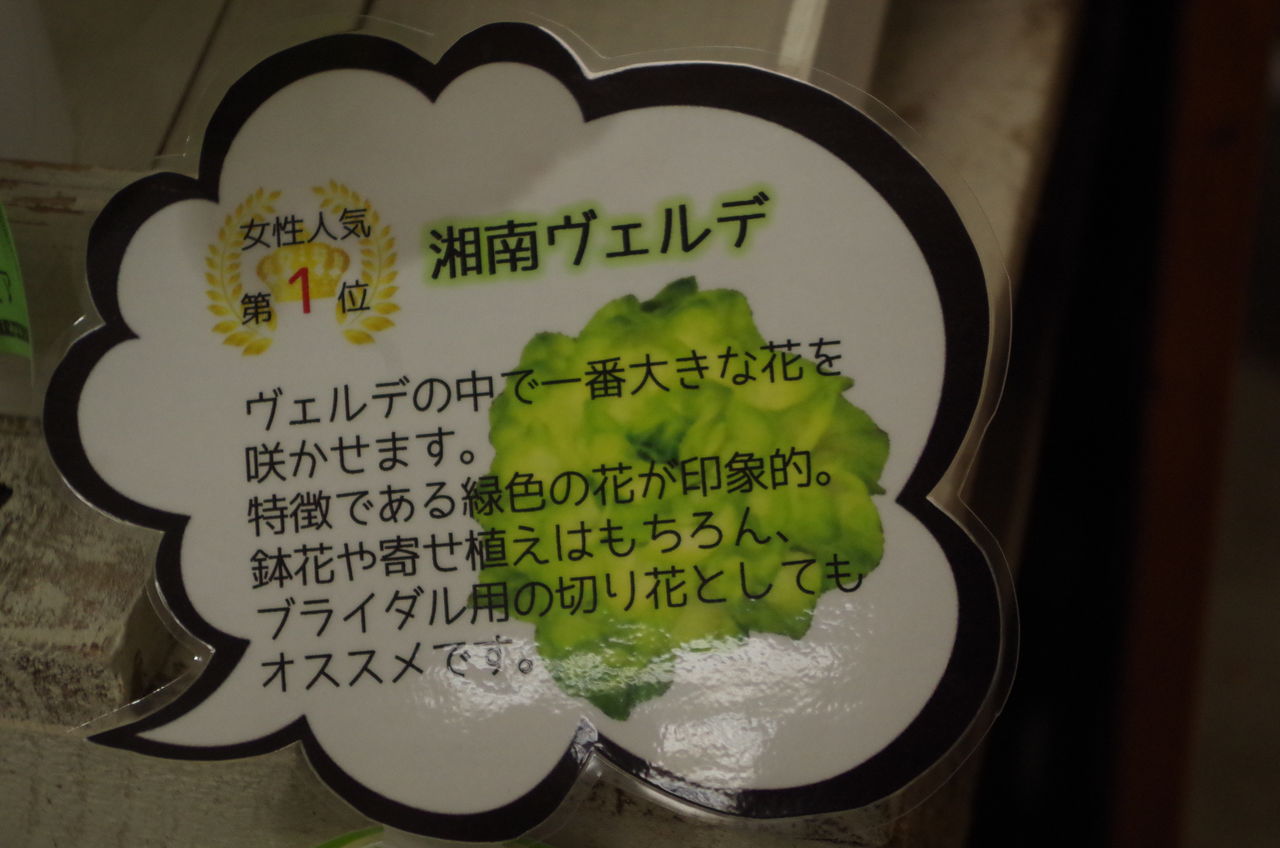 女性人気
第1位
湘南ヴェルデ
ヴェルデの中で一番大きな花を
咲かせます。
特徴である緑色の花が印象的。
鉢花や寄せ植えはもちろん、
ブライダル用の切り花としても
オススメです。